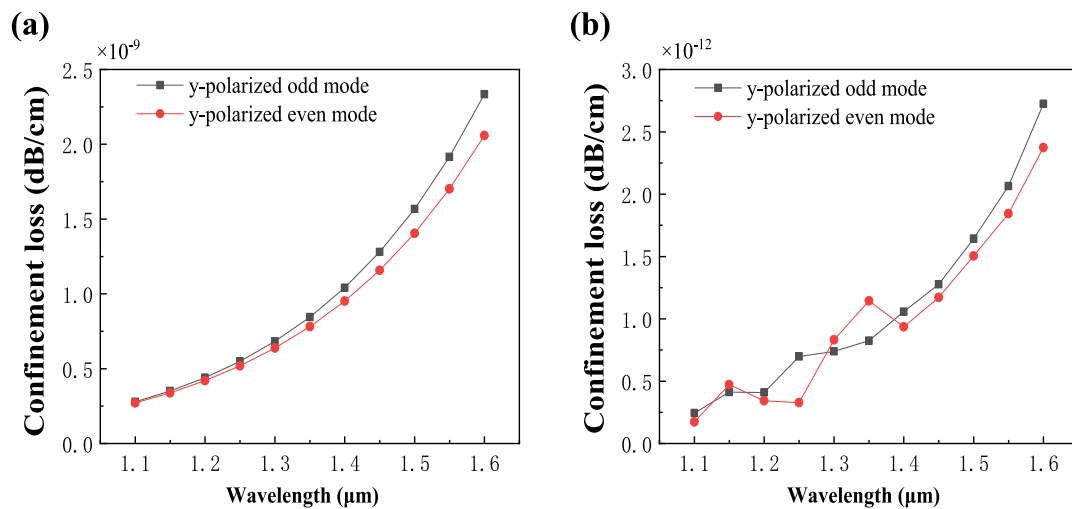 (a)
×10⁻⁹
2.5
2.0
1.5
1.0
0.5
0.0
Confinement loss (dB/cm)
y-polarized odd mode
y-polarized even mode
1.1 1.2 1.3 1.4 1.5 1.6
Wavelength (μm)
(b)
×10⁻¹²
3.0
2.5
2.0
1.5
1.0
0.5
0.0
Confinement loss (dB/cm)
y-polarized odd mode
y-polarized even mode
1.1 1.2 1.3 1.4 1.5 1.6
Wavelength (μm)